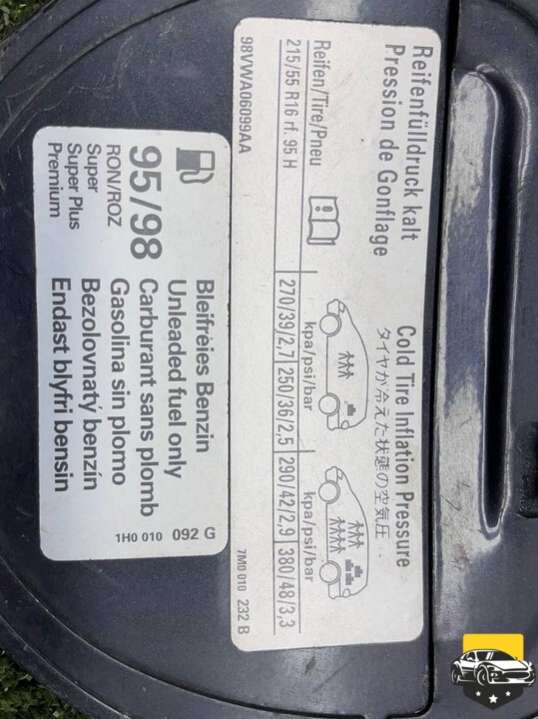 Reifenfülldruck kalt
Pression de Gonflage
Cold Tire Inflation Pressure
タイヤが冷えた状態の空気圧
Reifen/Tire/Pneu
kpa/psi/bar
kpa/psi/bar
215/55 R16 rf. 95 H
270/39/2,7
250/36/2,5
290/42/2,9
380/48/3,3
98VWA06099AA
7M0 010 232 B
95/98
RON/ROZ
Super
Super Plus
Premium
Bleifreies Benzin
Unleaded fuel only
Carburant sans plomb
Gasolina sin plomo
Bezolovnatý benzín
Endast blyfri bensin
1H0 010 092 G